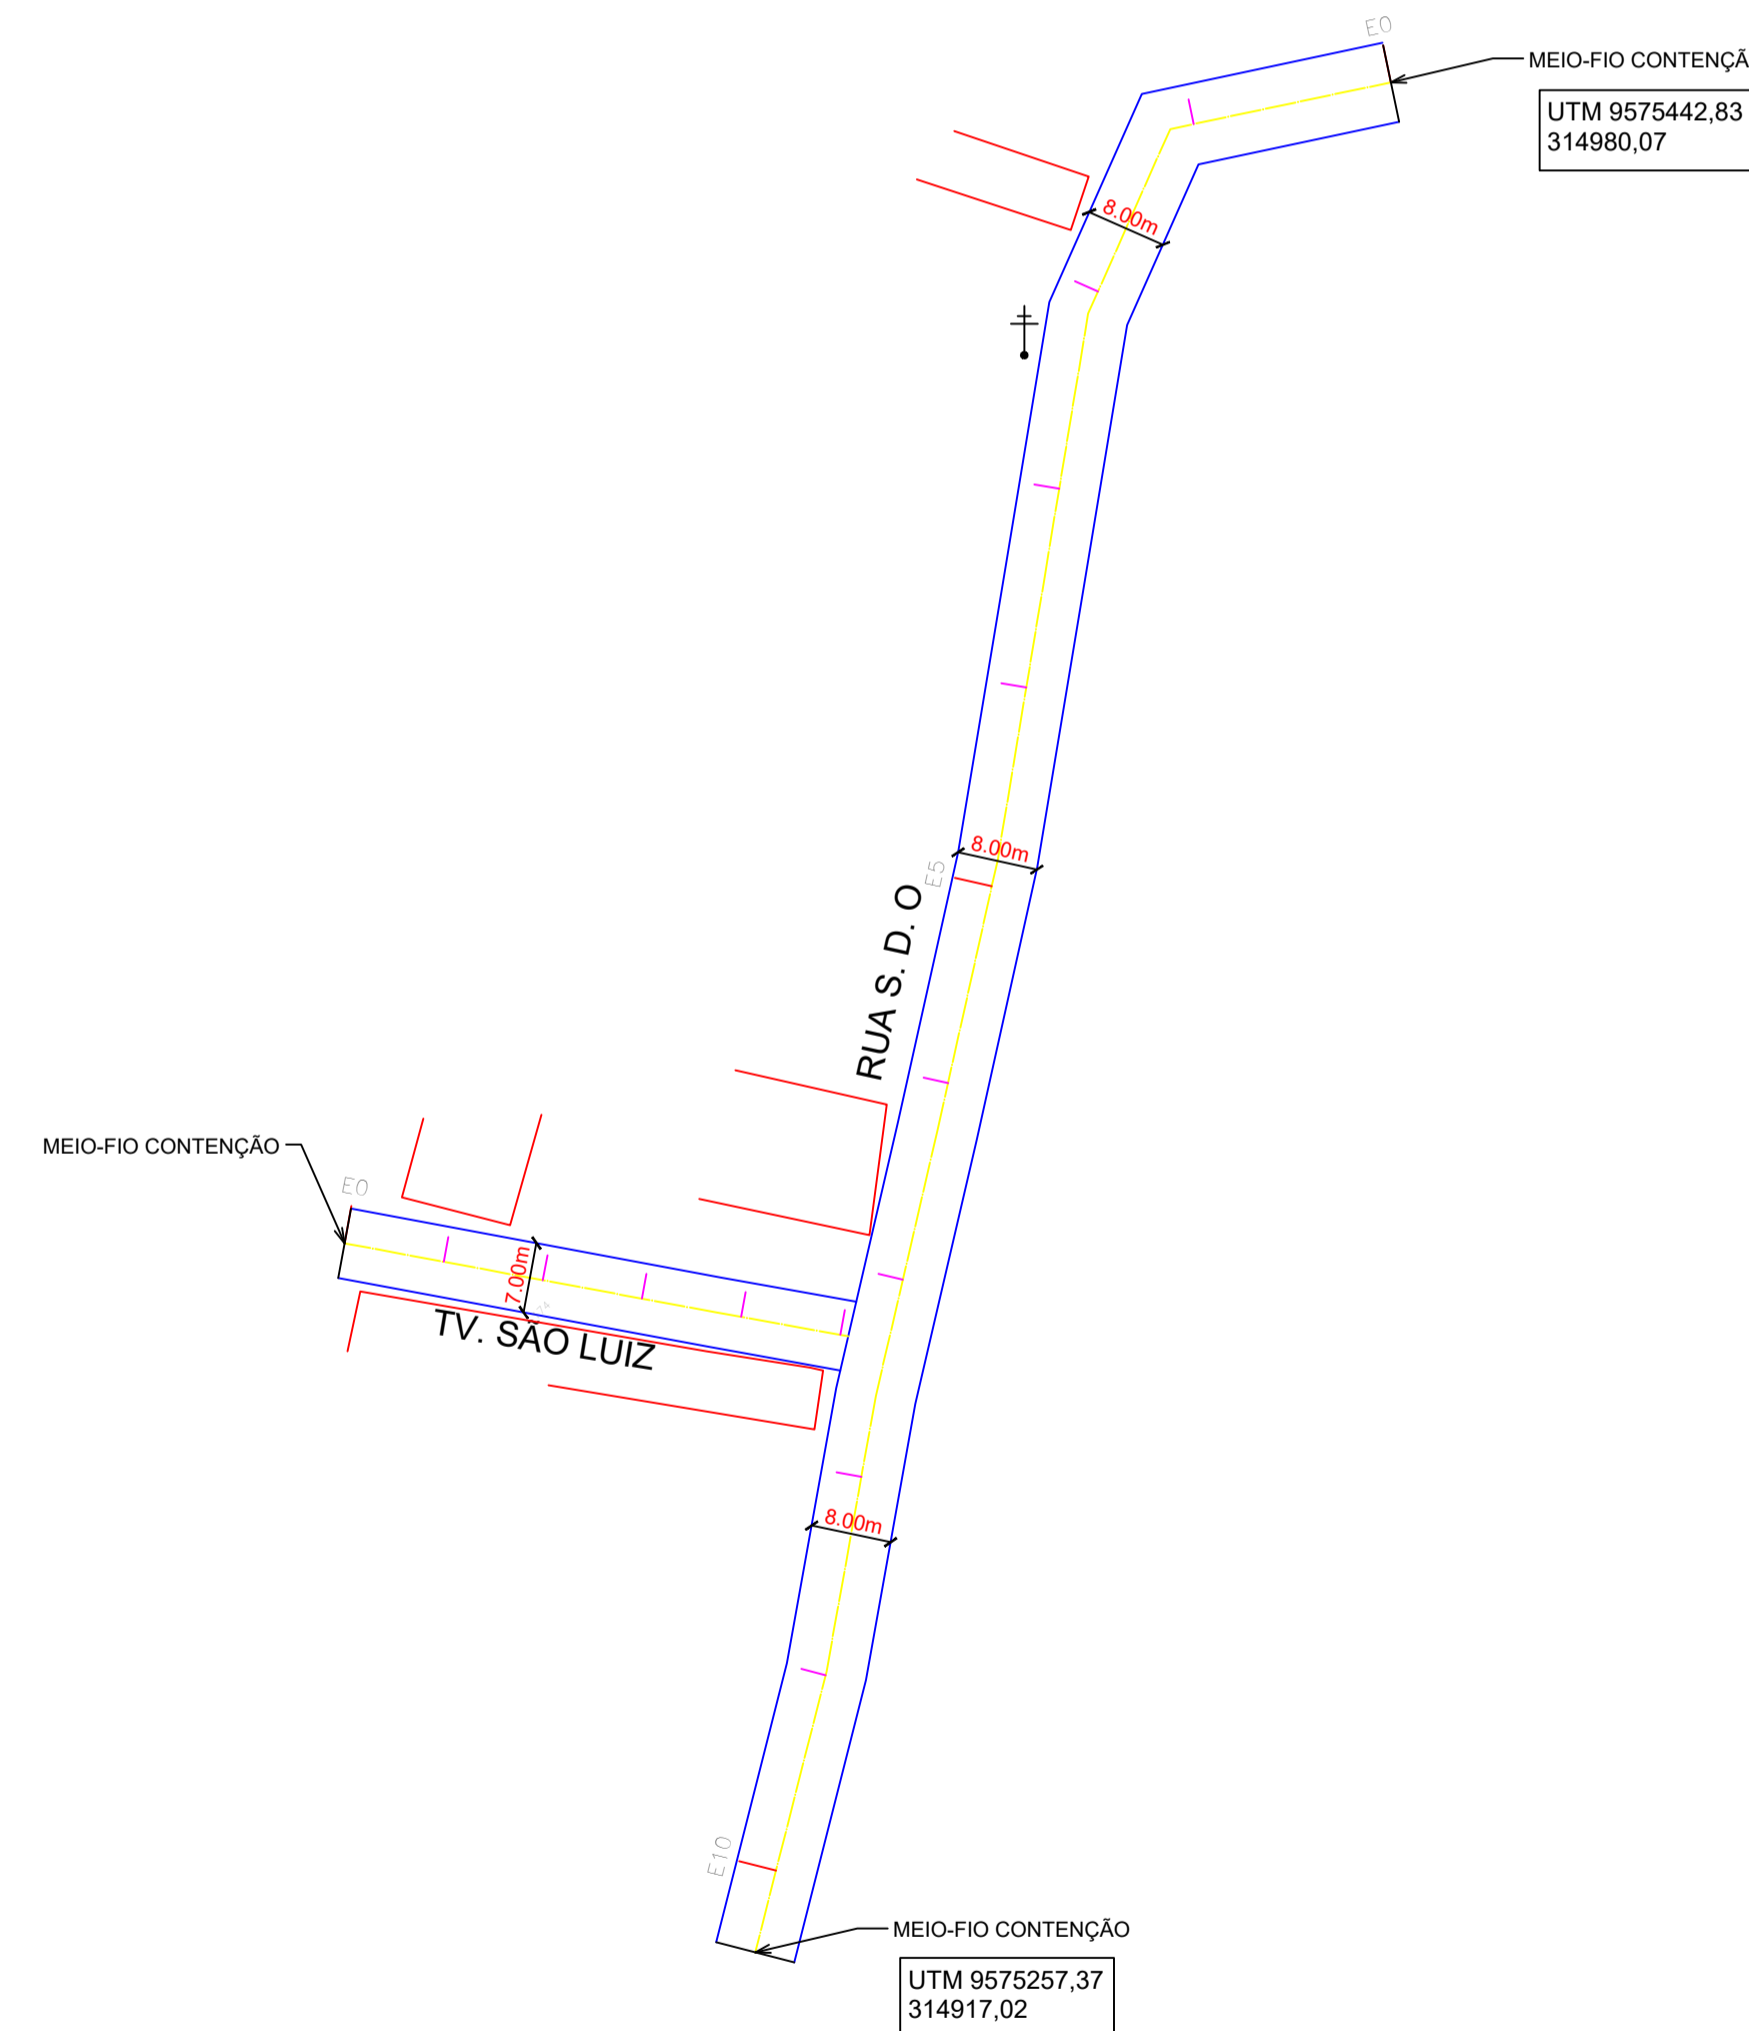 E0
MEIO-FIO CONTENÇÃ
UTM 9575442,83
314980,07
8.00m
8.00m
E5
RUA S. D. O
MEIO-FIO CONTENÇÃO
E0
7.00m
TV. SÃO LUIZ
8.00m
E10
MEIO-FIO CONTENÇÃO
UTM 9575257,37
314917,02